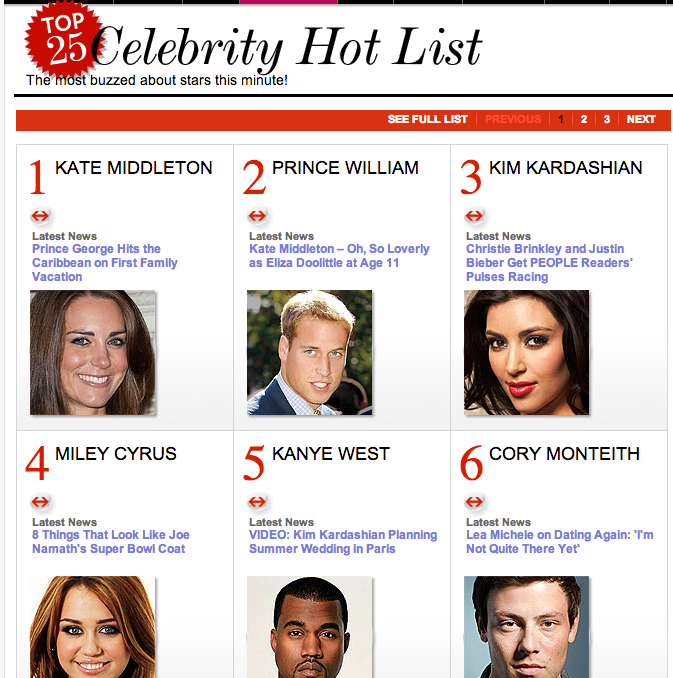 TOP
25
Celebrity Hot List
The most buzzed about stars this minute!
SEE FULL LIST | PREVIOUS | 1 | 2 | 3 | NEXT
1 KATE MIDDLETON
Latest News
Prince George Hits the
Caribbean on First Family
Vacation
2 PRINCE WILLIAM
Latest News
Kate Middleton – Oh, So Loverly
as Eliza Doolittle at Age 11
3 KIM KARDASHIAN
Latest News
Christie Brinkley and Justin
Bieber Get PEOPLE Readers'
Pulses Racing
4 MILEY CYRUS
Latest News
8 Things That Look Like Joe
Namath's Super Bowl Coat
5 KANYE WEST
Latest News
VIDEO: Kim Kardashian Planning
Summer Wedding in Paris
6 CORY MONTEITH
Latest News
Lea Michele on Dating Again: 'I'm
Not Quite There Yet'